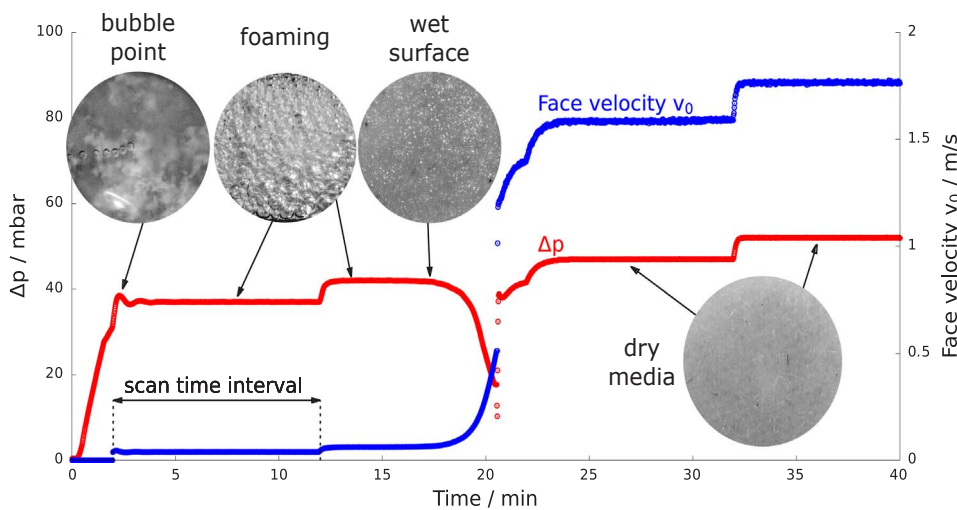 bubble
point
foaming
wet
surface
100
80
60
40
20
0
Δp / mbar
2
1.5
1
0.5
0
Face velocity v₀ / m/s
Face velocity v₀
Δp
scan time interval
dry
media
0
5
10
15
20
25
30
35
40
Time / min